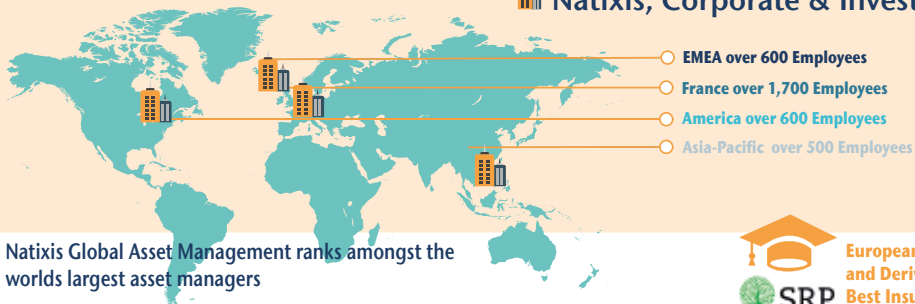 Natixis, Corporate & Invest
EMEA over 600 Employees
France over 1,700 Employees
America over 600 Employees
Asia-Pacific over 500 Employees
Natixis Global Asset Management ranks amongst the
worlds largest asset managers
European
and Deriv
SRP Best Insu